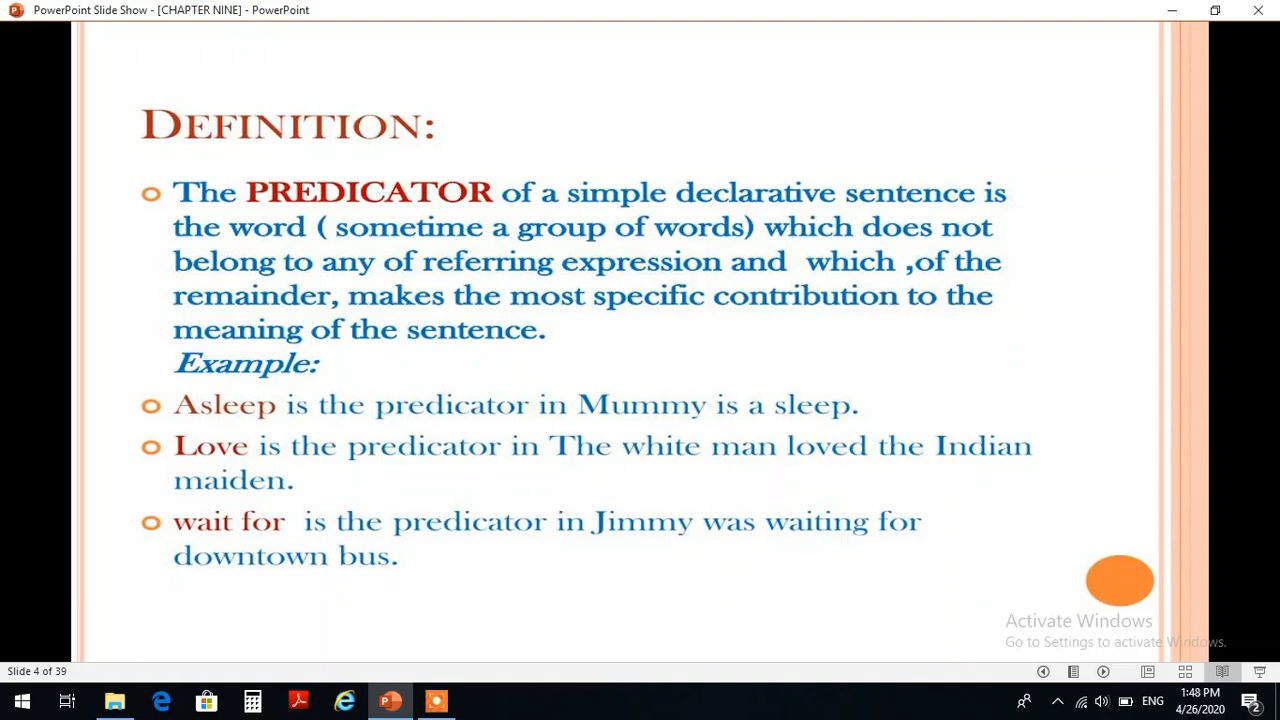 PowerPoint Slide Show - [CHAPTER NINE] - PowerPoint
DEFINITION:
The PREDICATOR of a simple declarative sentence is
the word ( sometime a group of words) which does not
belong to any of referring expression and which ,of the
remainder, makes the most specific contribution to the
meaning of the sentence.
Example:
Asleep is the predicator in Mummy is a sleep.
Love is the predicator in The white man loved the Indian
maiden.
wait for is the predicator in Jimmy was waiting for
downtown bus.
Activate Windows
Go to Settings to activate Windows.
Slide 4 of 39
ENG
1:48 PM
4/26/2020
2